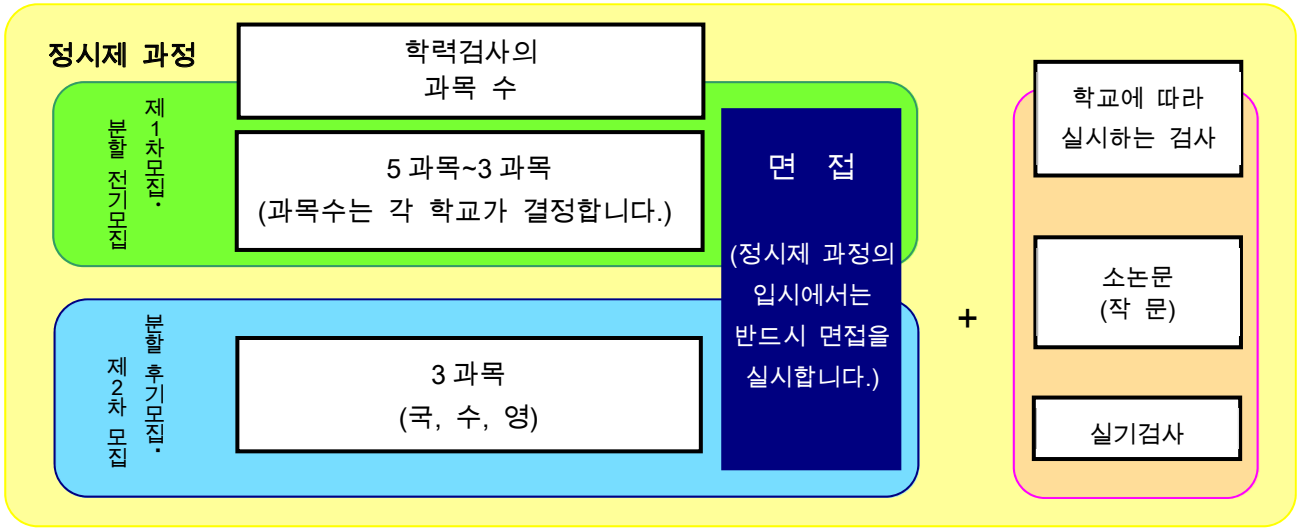 정시제 과정
학력검사의
과목 수
제1차모집·
분할 전기모집
5 과목~3 과목
(과목수는 각 학교가 결정합니다.)
분할 후기모집·
제2차 모집
3 과목
(국, 수, 영)
면 접
(정시제 과정의
입시에서는
반드시 면접을
실시합니다.)
+
학교에 따라
실시하는 검사
소논문
(작 문)
실기검사